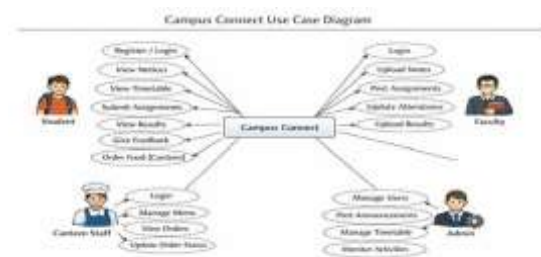 Campus Connect Use Case Diagram
Register / Login
View Notices
View Timetable
Submit Assignments
View Results
Give Feedback
Order Food (Canteen)
Student
Login
Upload Notes
Post Assignments
Update Attendance
Upload Results
Faculty
Campus Connect
Login
Manage Menu
View Orders
Update Order Status
Canteen Staff
Manage Users
Post Announcements
Manage Timetable
Monitor Activities
Admin